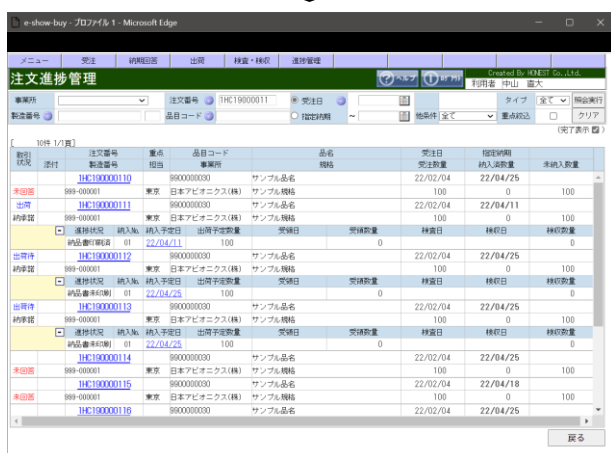 e-show-buy - プロファイル 1 - Microsoft Edge
メニュー 受注 納期回答 出荷 検査・検収 進捗管理
注文進捗管理 ヘルプ Created By HONEST Co.,Ltd.
利用者 中山 直大
事業所 注文番号 1HC19000011 受注日 タイプ 全て 照会実行
製造番号 品目コード 指定納期 ~ 他条件 全て 重点絞込 クリア
[ 10件 1/1頁] (完了表示)
取引状況 添付 注文番号 重点 品目コード 品名 受注日 指定納期
製造番号 担当 事業所 規格 受注数量 納入済数量 未納入数量
1HC190000110 9900000030 サンプル品名 22/02/04 22/04/25
未回答 999-000001 東京 日本アビオニクス(株) サンプル規格 100 0 100
1HC190000111 9900000030 サンプル品名 22/02/04 22/04/11
出荷
納承諾 999-000001 東京 日本アビオニクス(株) サンプル規格 100 0 100
進捗状況 納入No. 納入予定日 出荷予定数量 受領日 受領数量 検査日 検収日 検収数量
納品書印刷済 01 22/04/11 100 0 0
出荷待 1HC190000112 9900000030 サンプル品名 22/02/04 22/04/25
納承諾 999-000001 東京 日本アビオニクス(株) サンプル規格 100 0 100
進捗状況 納入No. 納入予定日 出荷予定数量 受領日 受領数量 検査日 検収日 検収数量
納品書未印刷 01 22/04/25 100 0 0
出荷待 1HC190000113 9900000030 サンプル品名 22/02/04 22/04/25
納承諾 999-000001 東京 日本アビオニクス(株) サンプル規格 100 0 100
進捗状況 納入No. 納入予定日 出荷予定数量 受領日 受領数量 検査日 検収日 検収数量
納品書未印刷 01 22/04/25 100 0 0
1HC190000114 9900000030 サンプル品名 22/02/04 22/04/25
未回答 999-000001 東京 日本アビオニクス(株) サンプル規格 100 0 100
1HC190000115 9900000030 サンプル品名 22/02/04 22/04/18
未回答 999-000001 東京 日本アビオニクス(株) サンプル規格 100 0 100
1HC190000116 9900000030 サンプル品名 22/02/04 22/04/25
戻る